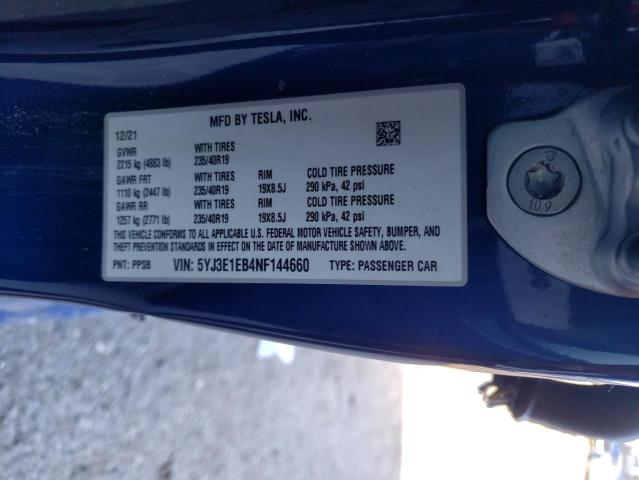 MFD BY TESLA, INC.
12/21
GVWR WITH TIRES
2215 kg (4883 lb) 235/40R19
GAWR FRT WITH TIRES RIM COLD TIRE PRESSURE
1110 kg (2447 lb) 235/40R19 19X8.5J 290 kPa, 42 psi
GAWR RR WITH TIRES RIM COLD TIRE PRESSURE
1257 kg (2771 lb) 235/40R19 19X8.5J 290 kPa, 42 psi
THIS VEHICLE CONFORMS TO ALL APPLICABLE U.S. FEDERAL MOTOR VEHICLE SAFETY, BUMPER, AND
THEFT PREVENTION STANDARDS IN EFFECT ON THE DATE OF MANUFACTURE SHOWN ABOVE.
PNT: PPSB VIN: 5YJ3E1EB4NF144660 TYPE: PASSENGER CAR
10.9